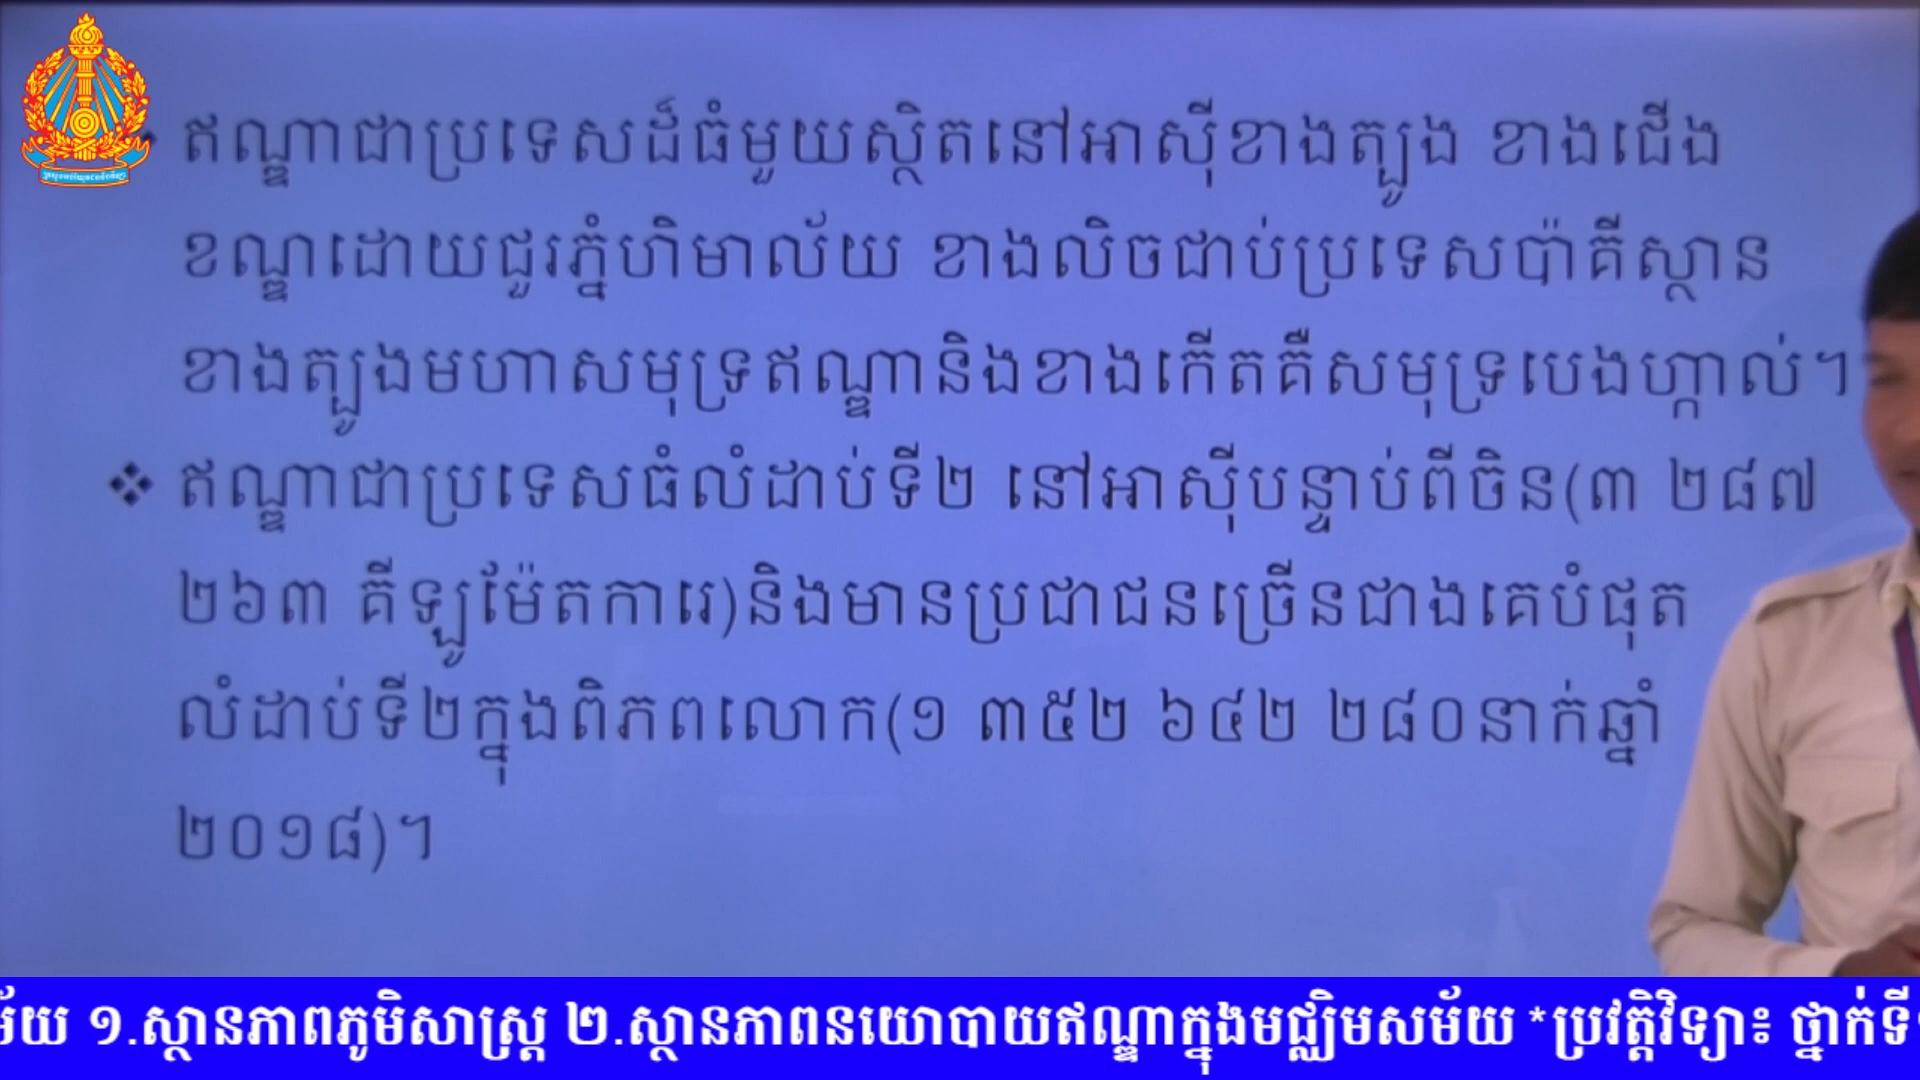 ឥណ្ឌាជាប្រទេសដ៏ធំមួយស្ថិតនៅអាស៊ីខាងត្បូង ខាងជើង
ខណ្ឌដោយជួរភ្នំហិមាល័យ ខាងលិចជាប់ប្រទេសប៉ាគីស្ថាន
ខាងត្បូងមហាសមុទ្រឥណ្ឌានិងខាងកើតគឺសមុទ្របេងហ្កាល់។
❖ ឥណ្ឌាជាប្រទេសធំលំដាប់ទី២ នៅអាស៊ីបន្ទាប់ពីចិន(៣ ២៨៧
២៦៣ គីឡូម៉ែតការេ)និងមានប្រជាជនច្រើនជាងគេបំផុត
លំដាប់ទី២ក្នុងពិភពលោក(១ ៣៥២ ៦៤២ ២៨០នាក់ឆ្នាំ
២០១៨)។
ម័យ ១.ស្ថានភាពភូមិសាស្ត្រ ២.ស្ថានភាពនយោបាយឥណ្ឌាក្នុងមជ្ឈិមសម័យ *ប្រវត្តិវិទ្យា៖ ថ្នាក់ទី